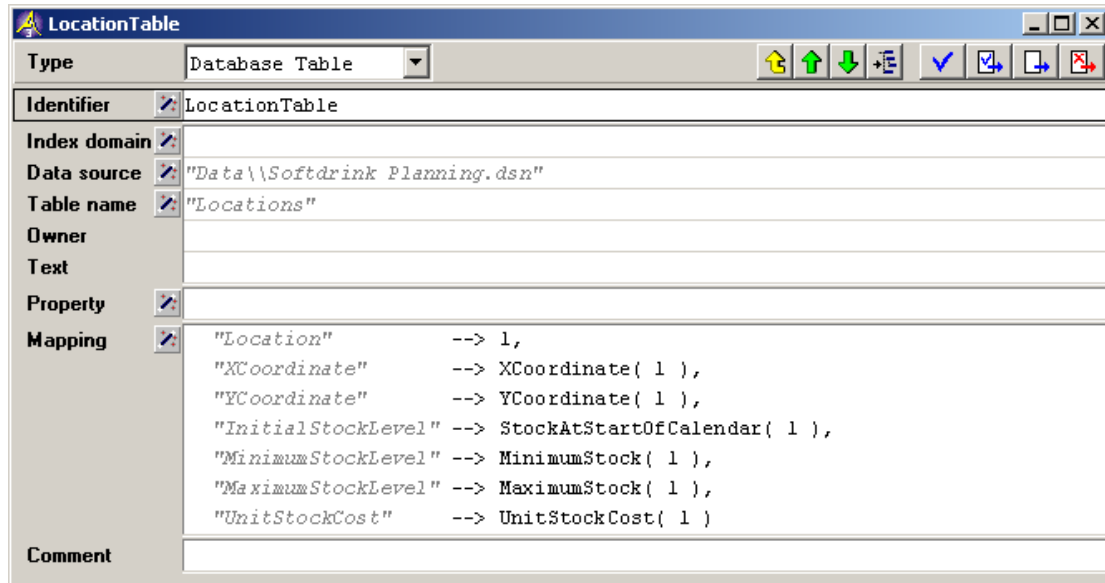 LocationTable
Type Database Table
Identifier LocationTable
Index domain
Data source "Data\\Softdrink Planning.dsn"
Table name "Locations"
Owner
Text
Property
Mapping "Location" --> l,
"XCoordinate" --> XCoordinate( l ),
"YCoordinate" --> YCoordinate( l ),
"InitialStockLevel" --> StockAtStartOfCalendar( l ),
"MinimumStockLevel" --> MinimumStock( l ),
"MaximumStockLevel" --> MaximumStock( l ),
"UnitStockCost" --> UnitStockCost( l )
Comment